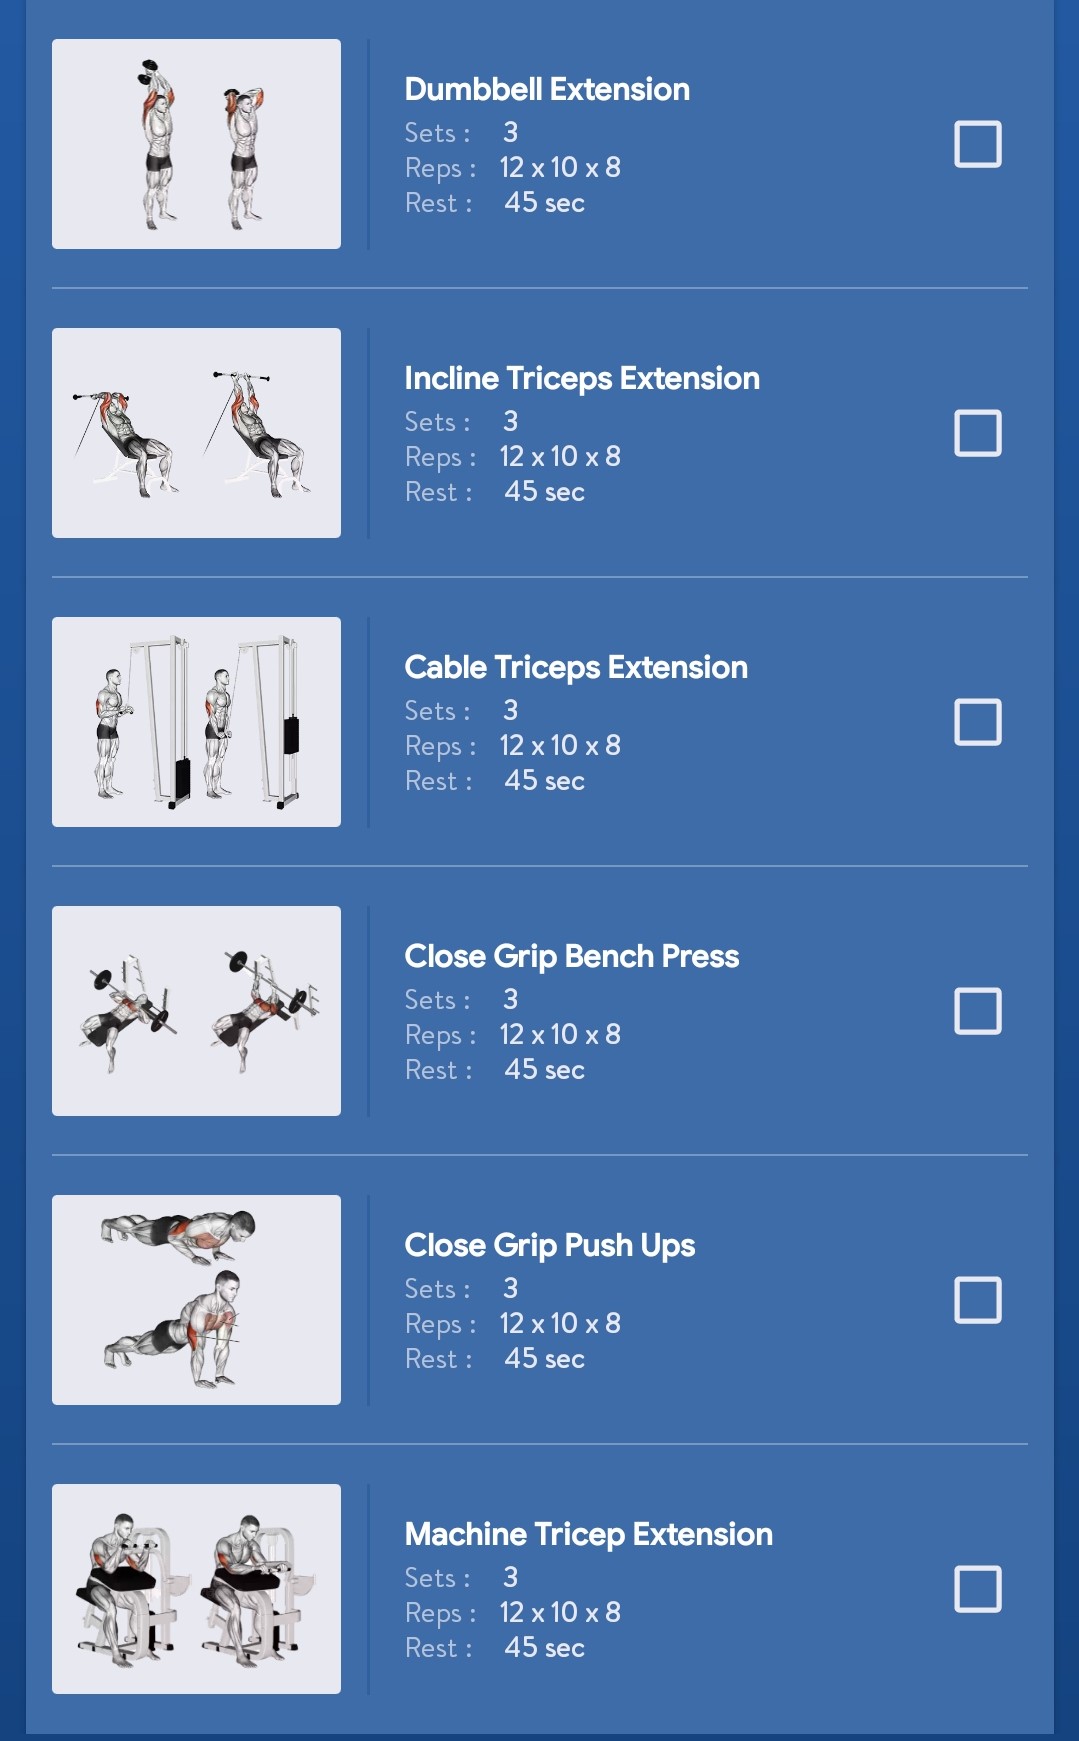 Dumbbell Extension
Sets : 3
Reps : 12 x 10 x 8
Rest : 45 sec
Incline Triceps Extension
Sets : 3
Reps : 12 x 10 x 8
Rest : 45 sec
Cable Triceps Extension
Sets : 3
Reps : 12 x 10 x 8
Rest : 45 sec
Close Grip Bench Press
Sets : 3
Reps : 12 x 10 x 8
Rest : 45 sec
Close Grip Push Ups
Sets : 3
Reps : 12 x 10 x 8
Rest : 45 sec
Machine Tricep Extension
Sets : 3
Reps : 12 x 10 x 8
Rest : 45 sec